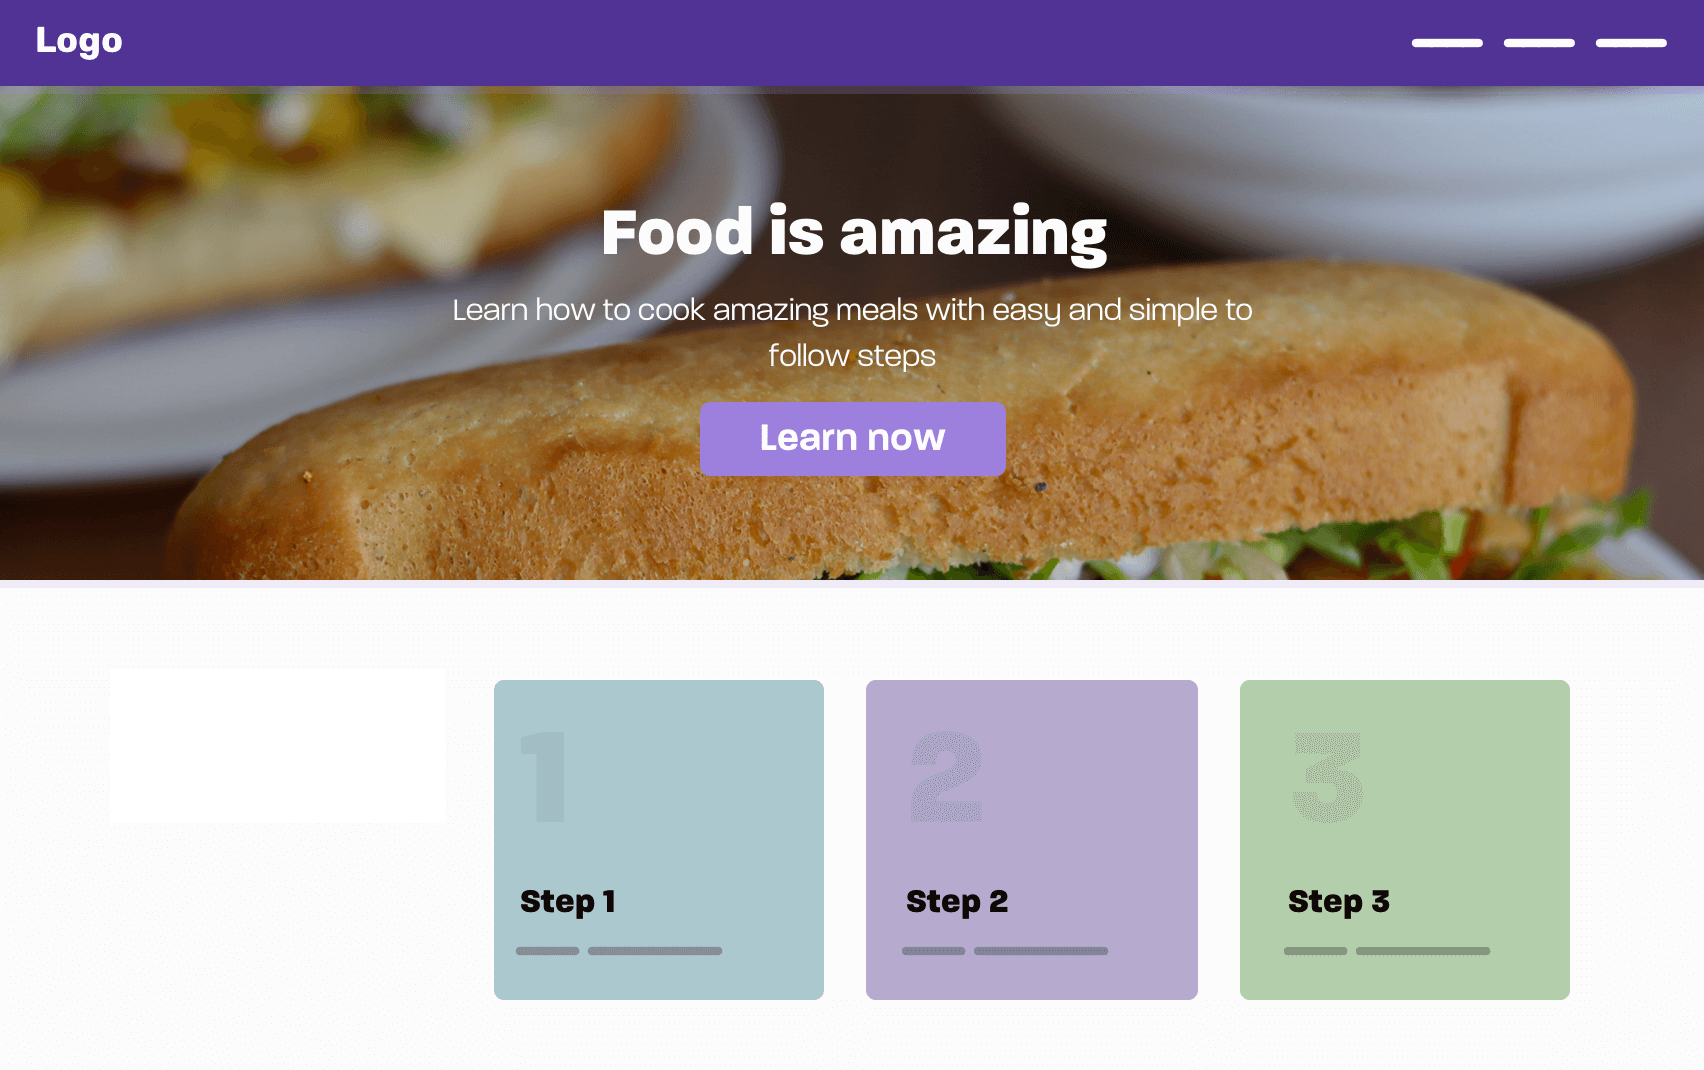 Logo
Food is amazing
Learn how to cook amazing meals with easy and simple to
follow steps
Learn now
1
2
3
Step 1
Step 2
Step 3